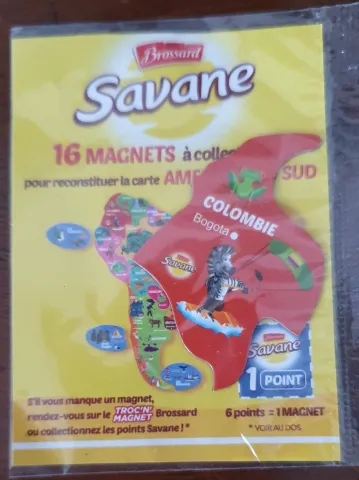 Brossard
Savane
16 MAGNETS à colle
pour reconstituer la carte AME SUD
COLOMBIE
Bogota
Savane
Savane
1 POINT
S'il vous manque un magnet,
rendez-vous sur le TROC'N' MAGNET Brossard
ou collectionnez les points Savane ! *
6 points = 1 MAGNET
* VOIR AU DOS